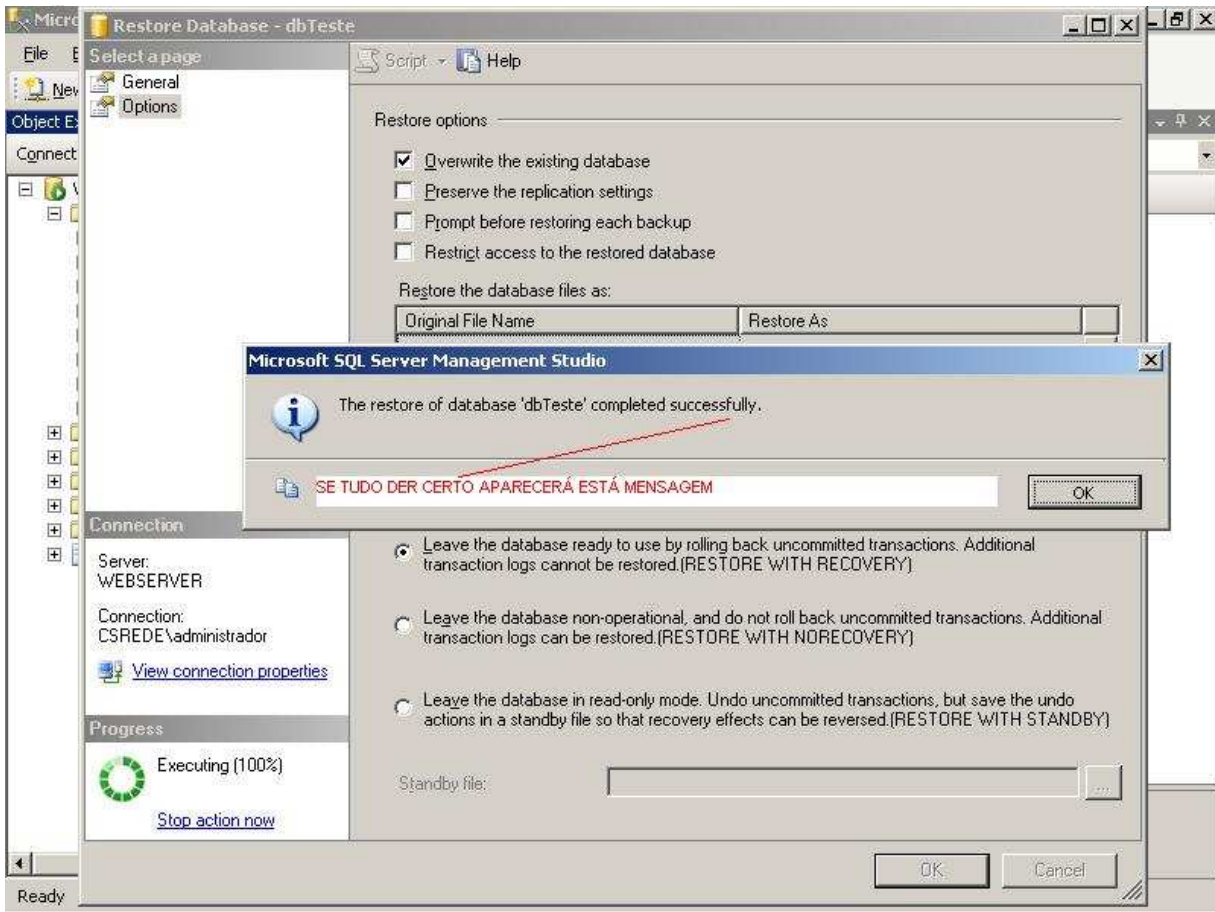 Micro
Restore Database - dbTeste
File
Select a page
Script
Help
New
General
Options
Object Ex
Connect
Restore options
Overwrite the existing database
Preserve the replication settings
Prompt before restoring each backup
Restrict access to the restored database
Restore the database files as:
Original File Name
Restore As
Microsoft SQL Server Management Studio
The restore of database 'dbTeste' completed successfully.
SE TUDO DER CERTO APARECERÁ ESTÁ MENSAGEM
OK
Connection
Server:
WEBSERVER
Connection:
CSREDE\administrador
View connection properties
Leave the database ready to use by rolling back uncommitted transactions. Additional
transaction logs cannot be restored.(RESTORE WITH RECOVERY)
Leave the database non-operational, and do not roll back uncommitted transactions. Additional
transaction logs can be restored.(RESTORE WITH NORECOVERY)
Leave the database in read-only mode. Undo uncommitted transactions, but save the undo
actions in a standby file so that recovery effects can be reversed.(RESTORE WITH STANDBY)
Progress
Executing (100%)
Stop action now
Standby file:
...
OK
Cancel
Ready